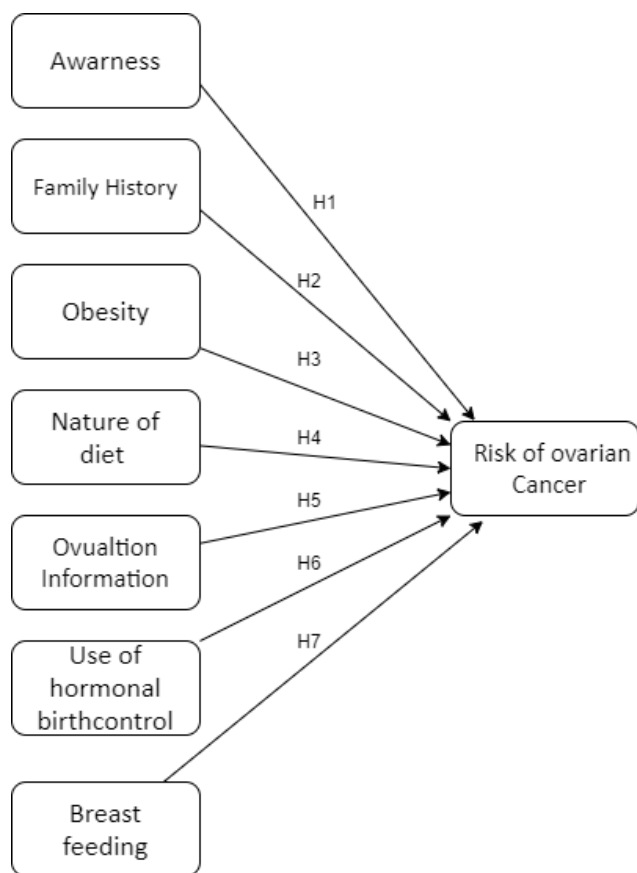 Awarness
Family History
Obesity
Nature of
diet
Ovualtion
Information
Use of
hormonal
birthcontrol
Breast
feeding
H1
H2
H3
H4
H5
H6
H7
Risk of ovarian
Cancer